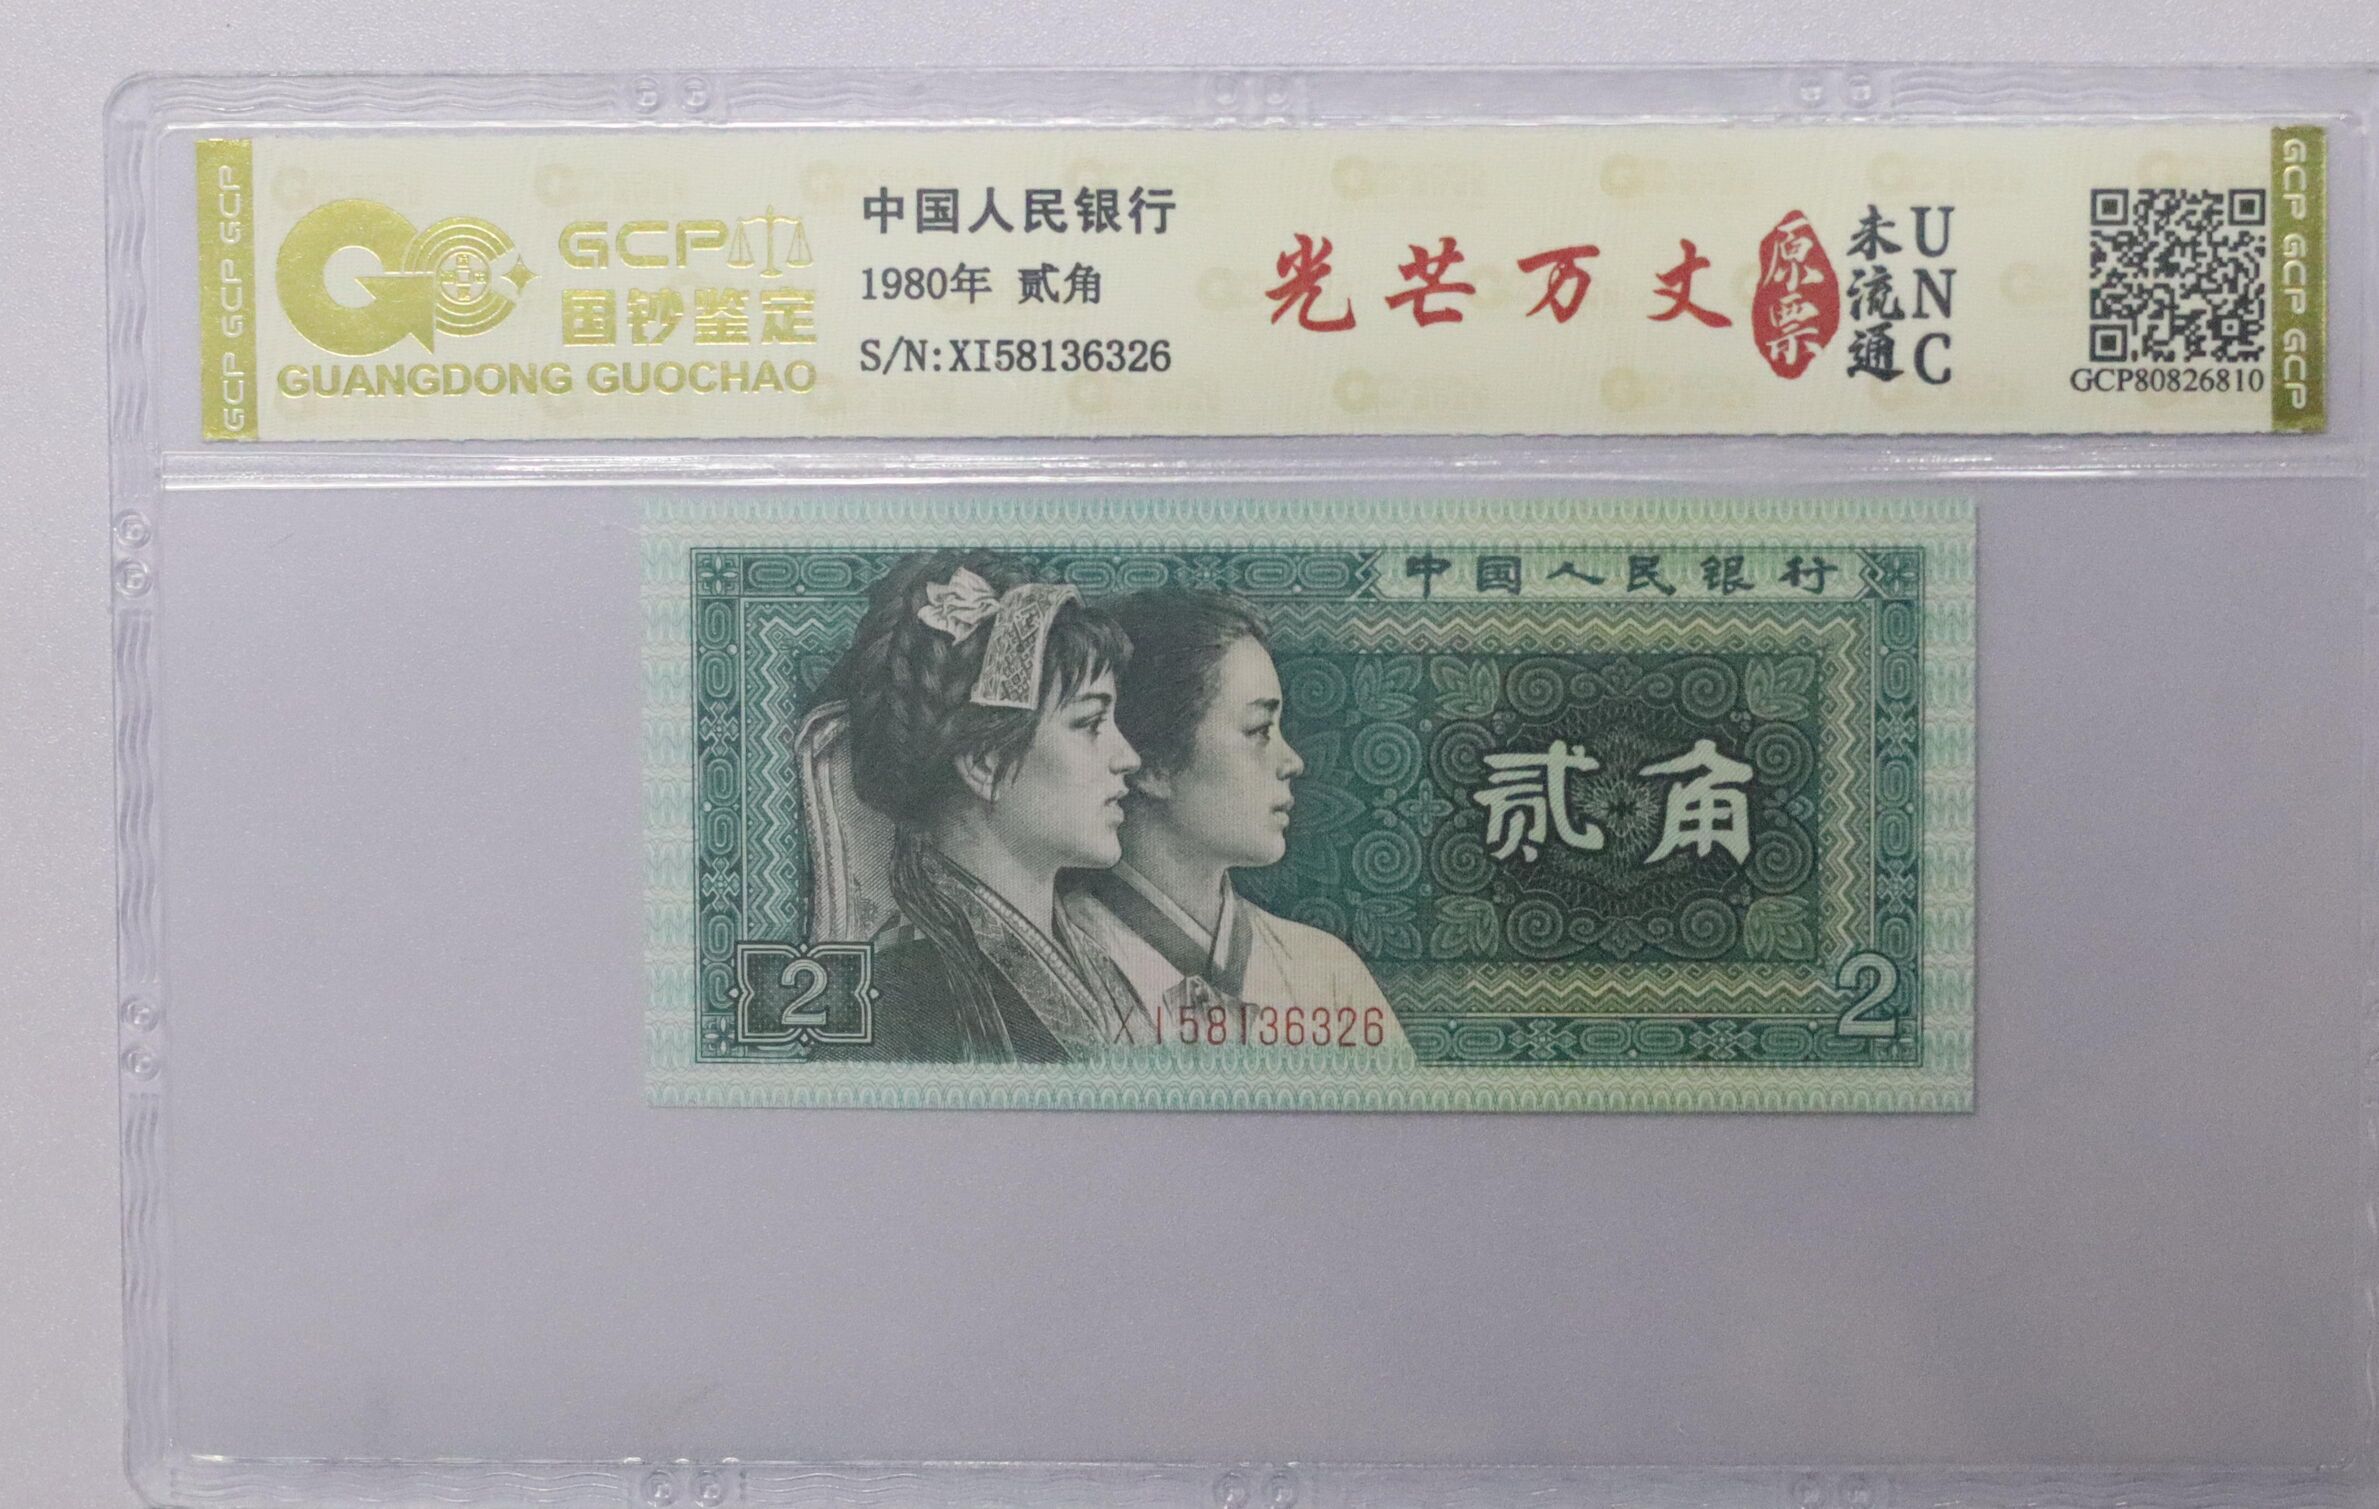 GCP GCP GCP
GCP
国钞鉴定
GUANGDONG GUOCHAO
中国人民银行
1980年 贰角
S/N:XI58136326
光芒万丈
原票
未流通
UNC
GCP80826810
GCP GCP GCP
中国人民银行
贰角
2
2
XI58136326